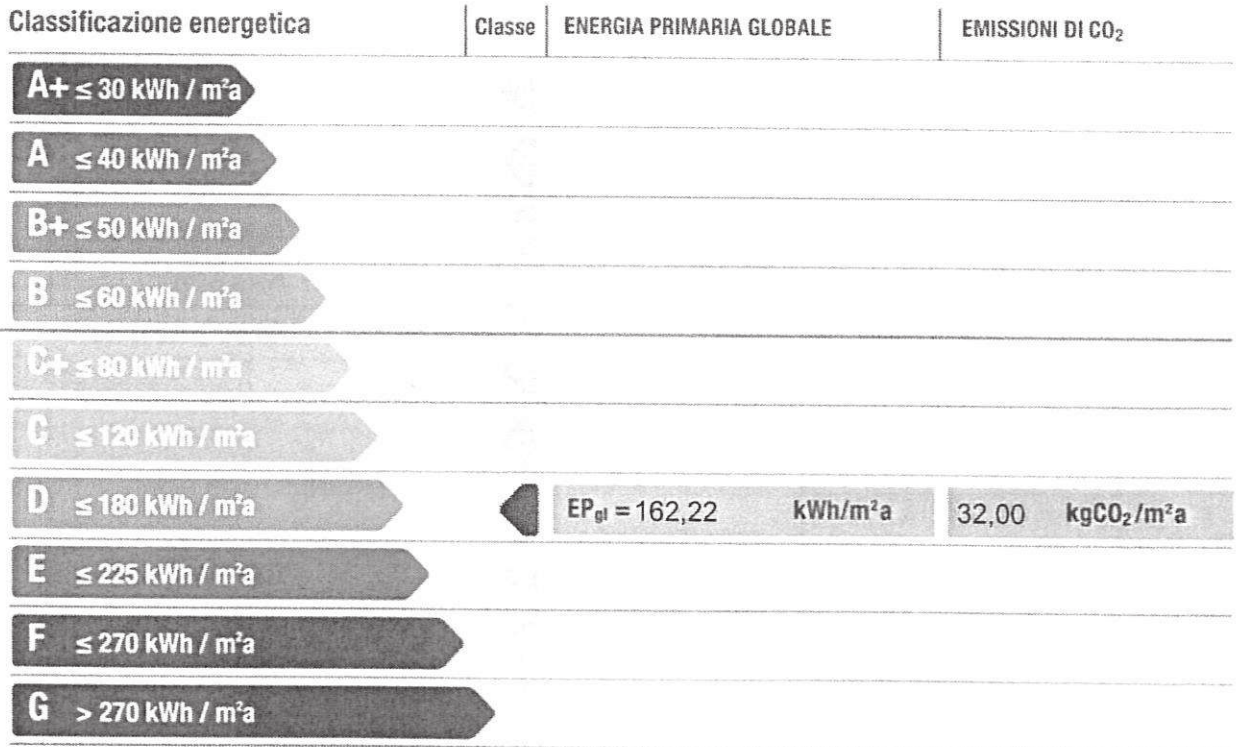 Classificazione energetica Classe ENERGIA PRIMARIA GLOBALE EMISSIONI DI CO₂
A+ ≤ 30 kWh / m²a
A ≤ 40 kWh / m²a
B+ ≤ 50 kWh / m²a
B ≤ 60 kWh / m²a
C+ ≤ 80 kWh / m²a
C ≤ 120 kWh / m²a
D ≤ 180 kWh / m²a EPgl = 162,22 kWh/m²a 32,00 kgCO₂/m²a
E ≤ 225 kWh / m²a
F ≤ 270 kWh / m²a
G > 270 kWh / m²a